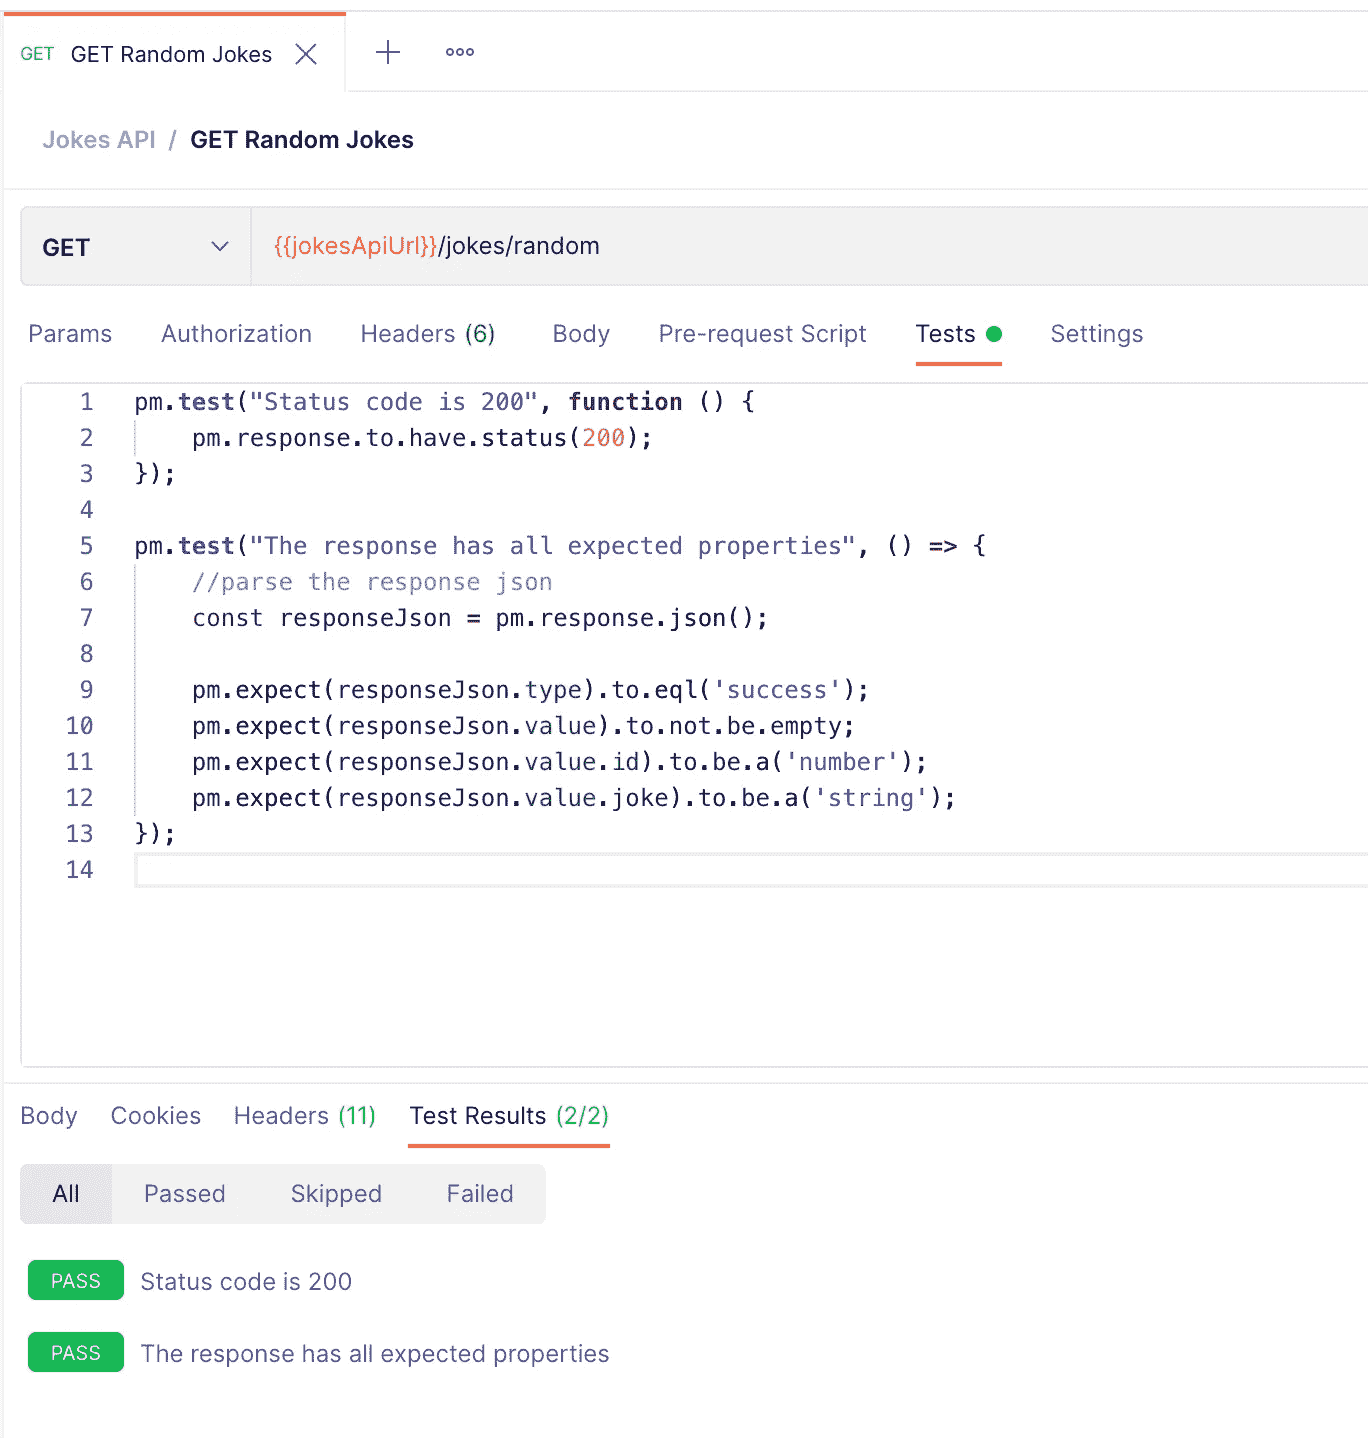 GET GET Random Jokes
Jokes API / GET Random Jokes
GET {{jokesApiUrl}}/jokes/random
Params Authorization Headers (6) Body Pre-request Script Tests Settings
1 pm.test("Status code is 200", function () {
2     pm.response.to.have.status(200);
3 });
4
5 pm.test("The response has all expected properties", () => {
6     //parse the response json
7     const responseJson = pm.response.json();
8
9     pm.expect(responseJson.type).to.eql('success');
10     pm.expect(responseJson.value).to.not.be.empty;
11     pm.expect(responseJson.value.id).to.be.a('number');
12     pm.expect(responseJson.value.joke).to.be.a('string');
13 });
14
Body Cookies Headers (11) Test Results (2/2)
All Passed Skipped Failed
PASS Status code is 200
PASS The response has all expected properties